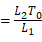 = L₂T₀ / L₁